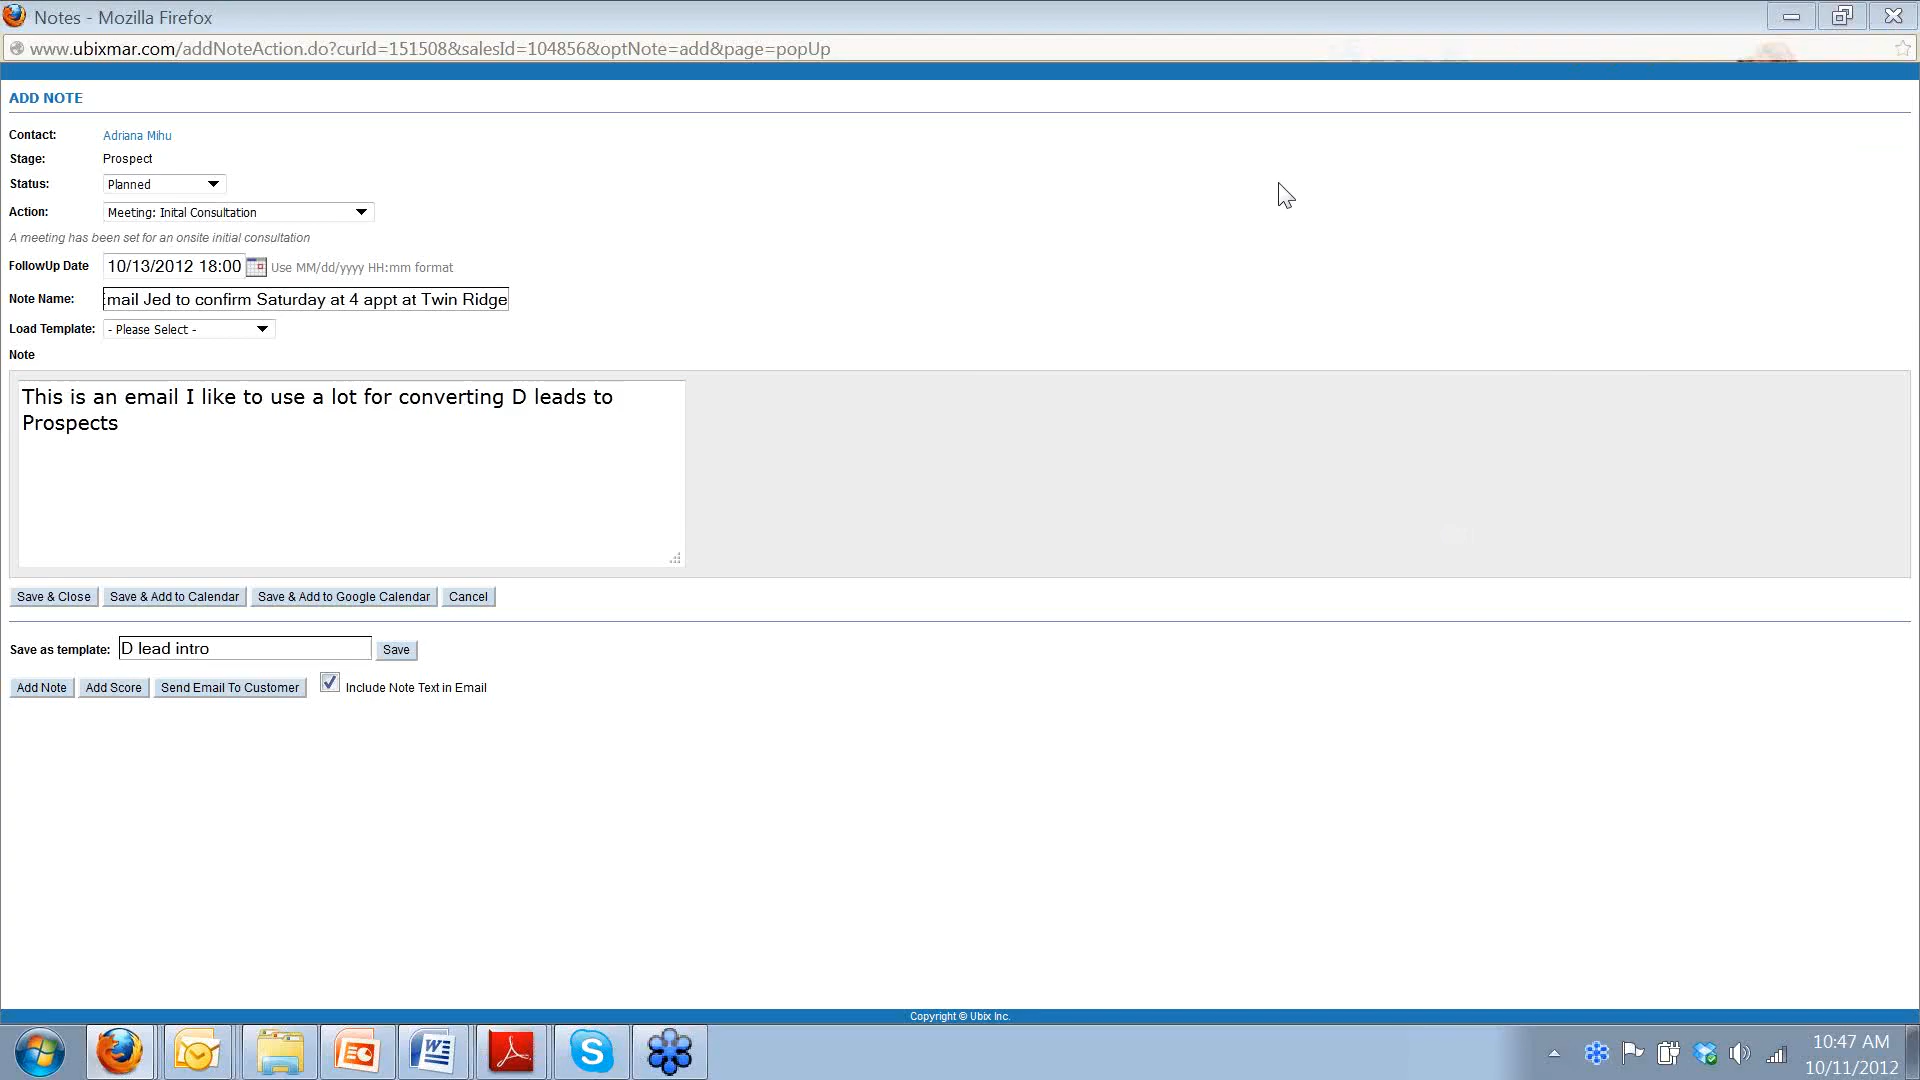 Notes - Mozilla Firefox
www.ubixmar.com/addNoteAction.do?curId=151508&salesId=104856&optNote=add&page=popUp
ADD NOTE
Contact: Adriana Mihu
Stage: Prospect
Status: Planned
Action: Meeting: Inital Consultation
A meeting has been set for an onsite initial consultation
FollowUp Date 10/13/2012 18:00 Use MM/dd/yyyy HH:mm format
Note Name: mail Jed to confirm Saturday at 4 appt at Twin Ridge
Load Template: - Please Select -
Note
This is an email I like to use a lot for converting D leads to
Prospects
Save & Close Save & Add to Calendar Save & Add to Google Calendar Cancel
Save as template: D lead intro Save
Add Note Add Score Send Email To Customer Include Note Text in Email
Copyright © Ubix Inc.
10:47 AM
10/11/2012